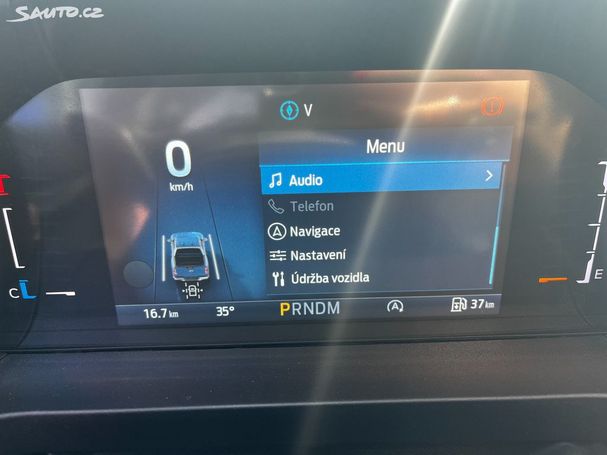 SAUTO.CZ
V
0
km/h
Menu
Audio
Telefon
Navigace
Nastavení
Údržba vozidla
C
E
16.7 km
35°
PRNDM
A
37 km